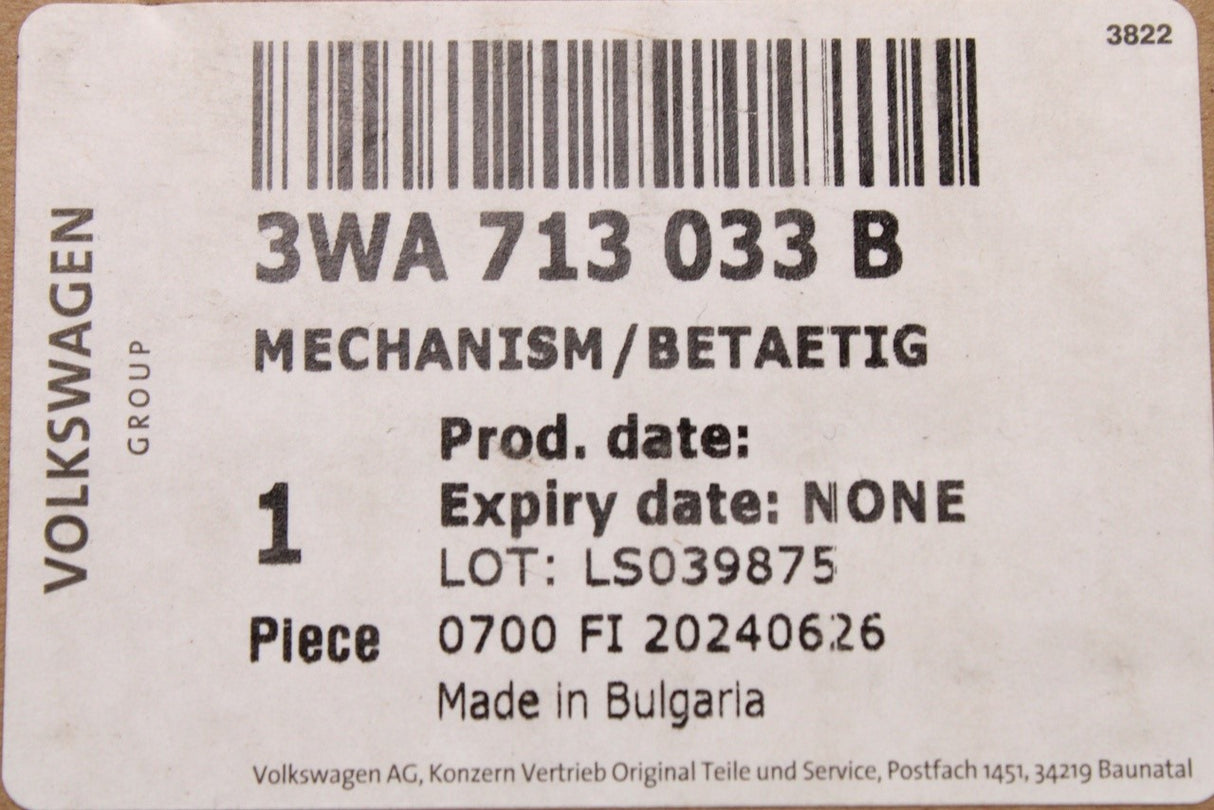 3822
3WA 713 033 B
MECHANISM/BETAETIG
Prod. date:
Expiry date: NONE
LOT: LS039875
1
Piece
0700 FI 20240626
Made in Bulgaria
Volkswagen AG, Konzern Vertrieb Original Teile und Service, Postfach 1451, 34219 Baunatal
VOLKSWAGEN
GROUP